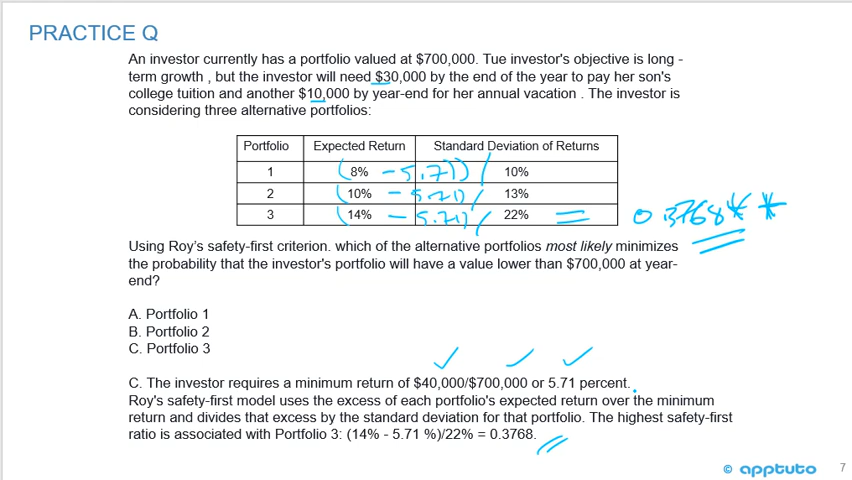 PRACTICE Q
An investor currently has a portfolio valued at $700,000. Tue investor's objective is long -
term growth , but the investor will need $30,000 by the end of the year to pay her son's
college tuition and another $10,000 by year-end for her annual vacation . The investor is
considering three alternative portfolios:
Portfolio Expected Return Standard Deviation of Returns
1 (8% - 5.71) / 10%
2 (10% - 5.71) / 13%
3 (14% - 5.71) / 22% = 0.3768**
Using Roy's safety-first criterion. which of the alternative portfolios most likely minimizes
the probability that the investor's portfolio will have a value lower than $700,000 at year-
end?
A. Portfolio 1
B. Portfolio 2
C. Portfolio 3
C. The investor requires a minimum return of $40,000/$700,000 or 5.71 percent.
Roy's safety-first model uses the excess of each portfolio's expected return over the minimum
return and divides that excess by the standard deviation for that portfolio. The highest safety-first
ratio is associated with Portfolio 3: (14% - 5.71 %)/22% = 0.3768.
© apptuto 7